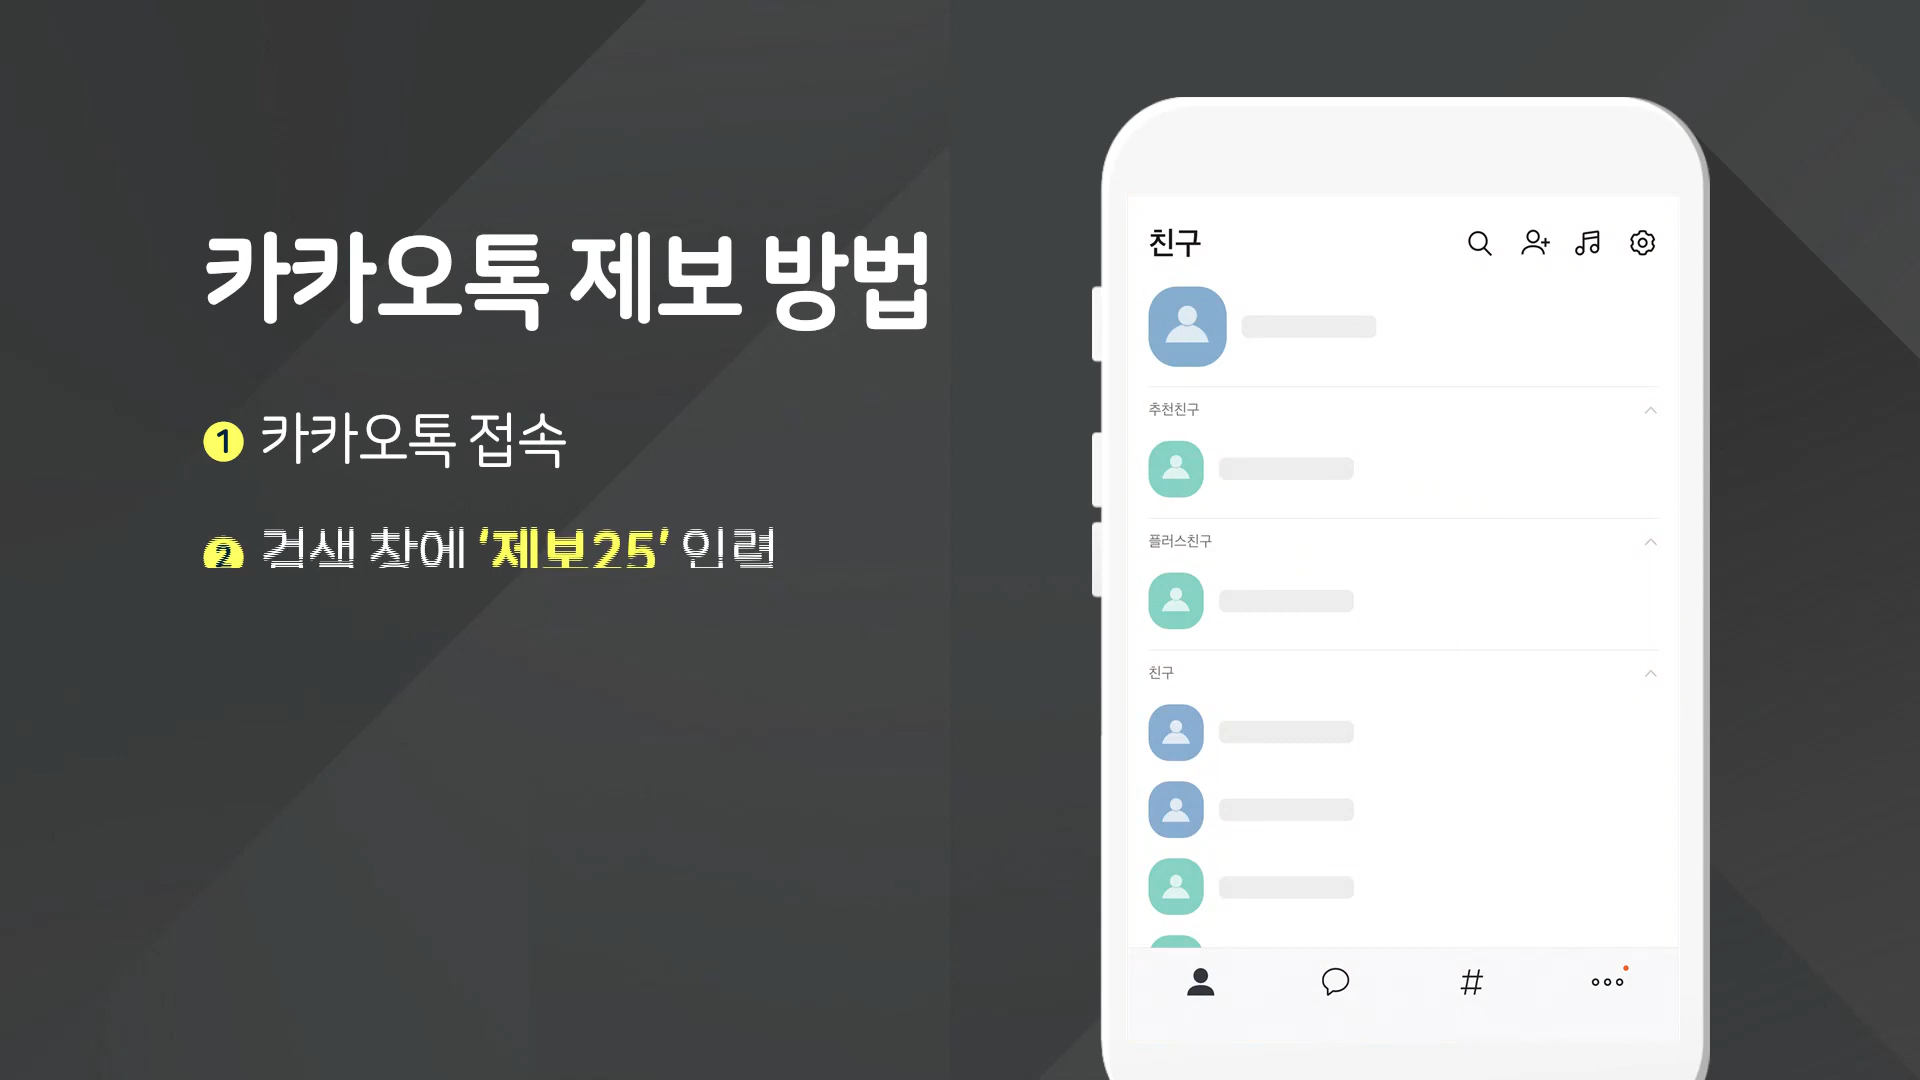 카카오톡 제보 방법
1 카카오톡 접속
2 검색 창에 '제보25' 입력
친구
추천친구
플러스친구
친구